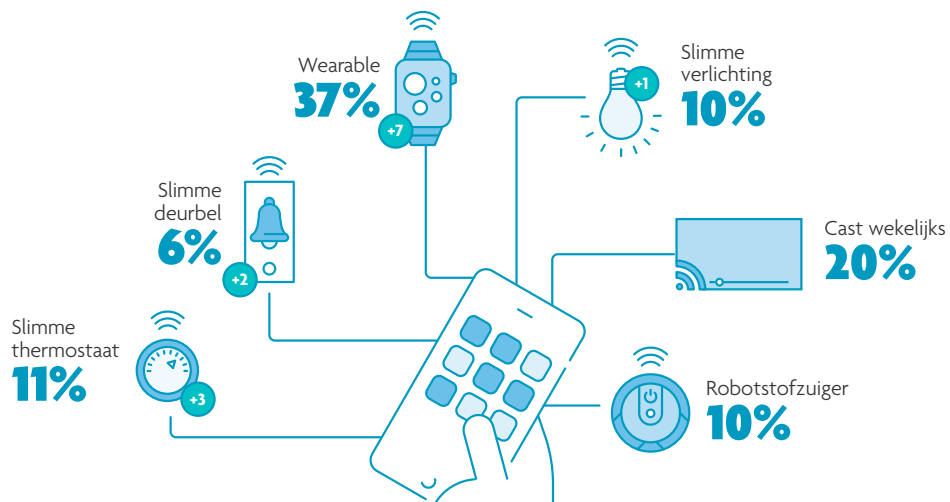 Wearable
37%
+7
Slimme
verlichting
10%
+1
Slimme
deurbel
6%
+2
Cast wekelijks
20%
Slimme
thermostaat
11%
+3
Robotstofzuiger
10%